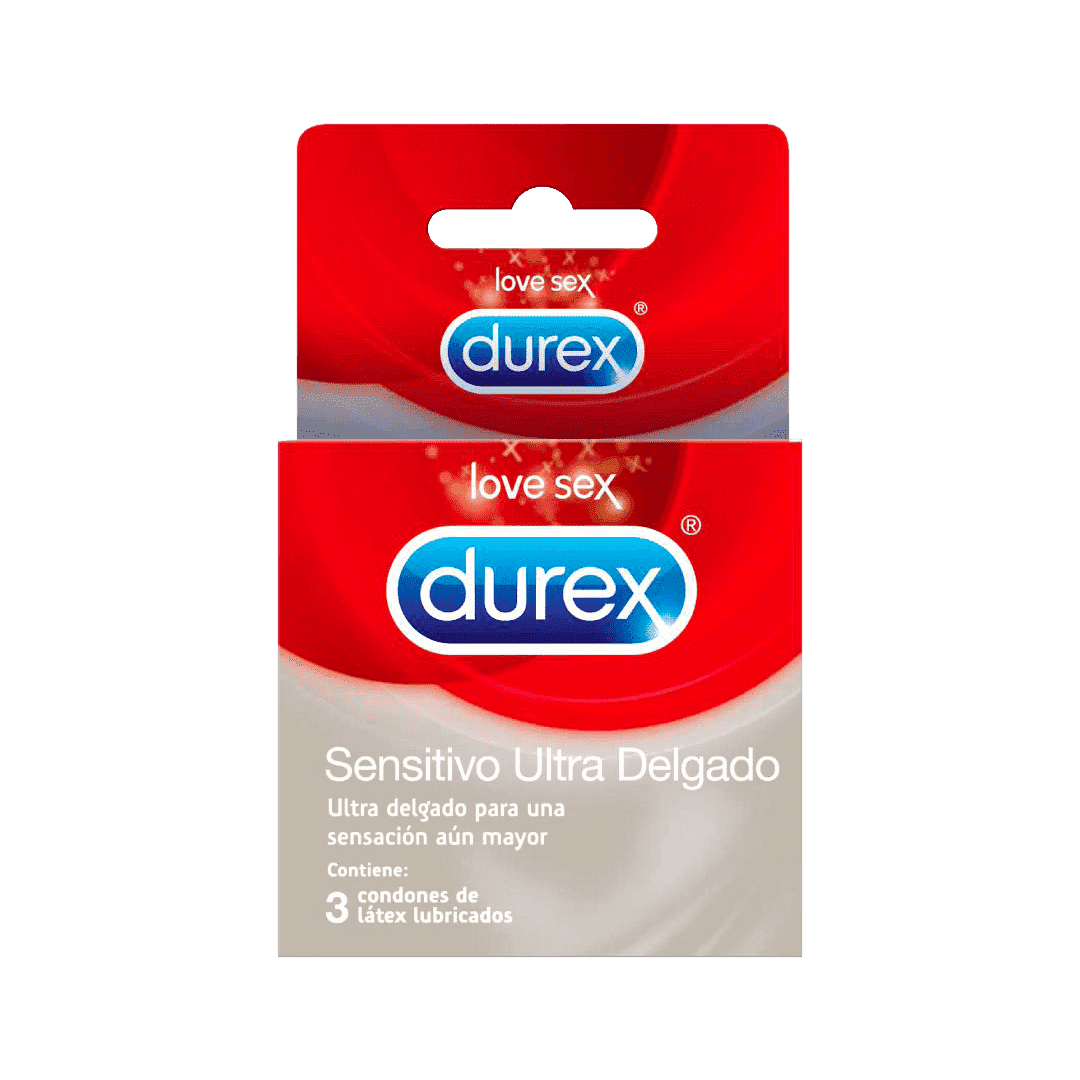 love sex
durex®
love sex
durex®
Sensitivo Ultra Delgado
Ultra delgado para una
sensación aún mayor
Contiene:
3 condones de
látex lubricados